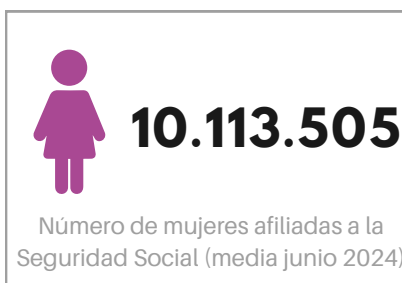 10.113.505
Número de mujeres afiliadas a la
Seguridad Social (media junio 2024)